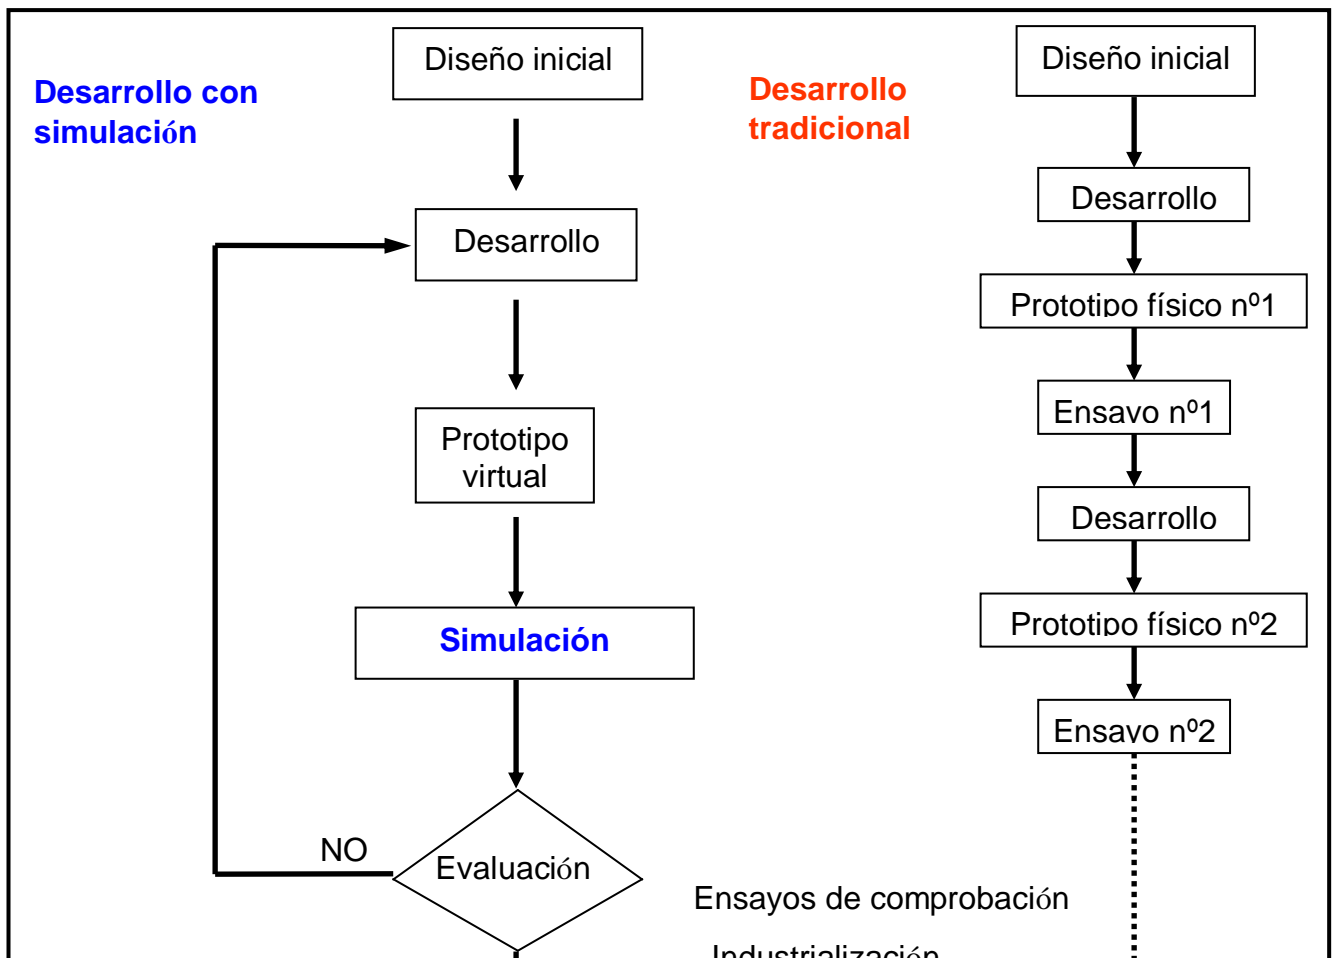 Desarrollo con
simulación
Diseño inicial
Desarrollo
Prototipo
virtual
Simulación
NO
Evaluación
Desarrollo
tradicional
Diseño inicial
Desarrollo
Prototipo físico nº1
Ensayo nº1
Desarrollo
Prototipo físico nº2
Ensayo nº2
Ensayos de comprobación
Industrialización